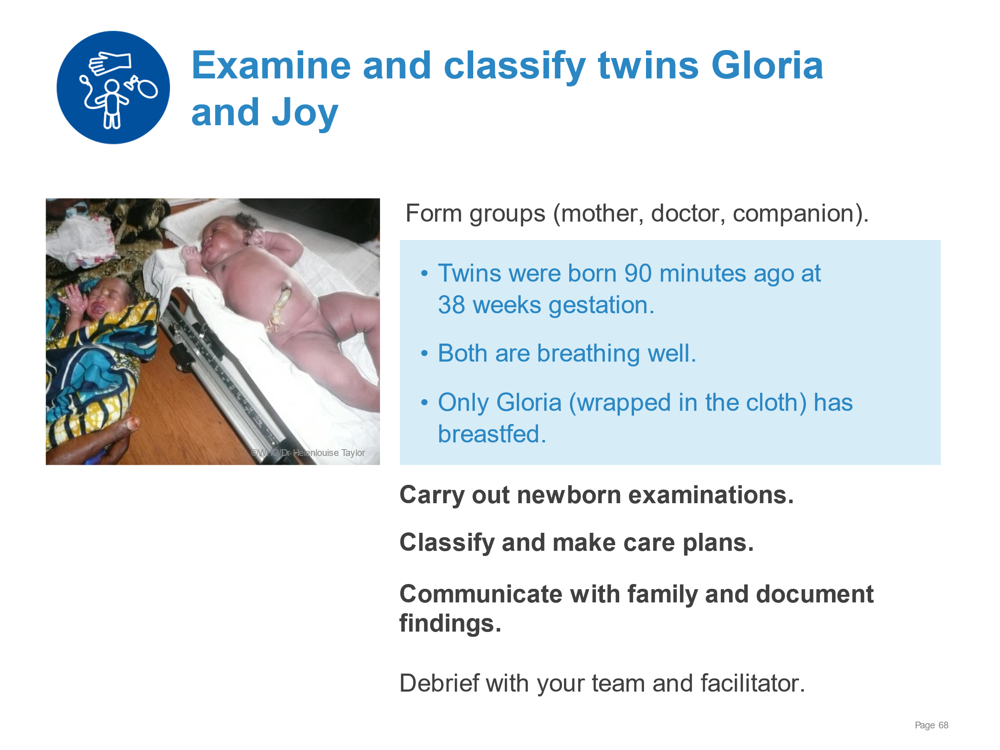 Examine and classify twins Gloria
and Joy
Form groups (mother, doctor, companion).
• Twins were born 90 minutes ago at
38 weeks gestation.
• Both are breathing well.
• Only Gloria (wrapped in the cloth) has
breastfed.
©WHO/Dr Helenlouise Taylor
Carry out newborn examinations.
Classify and make care plans.
Communicate with family and document
findings.
Debrief with your team and facilitator.
Page 68